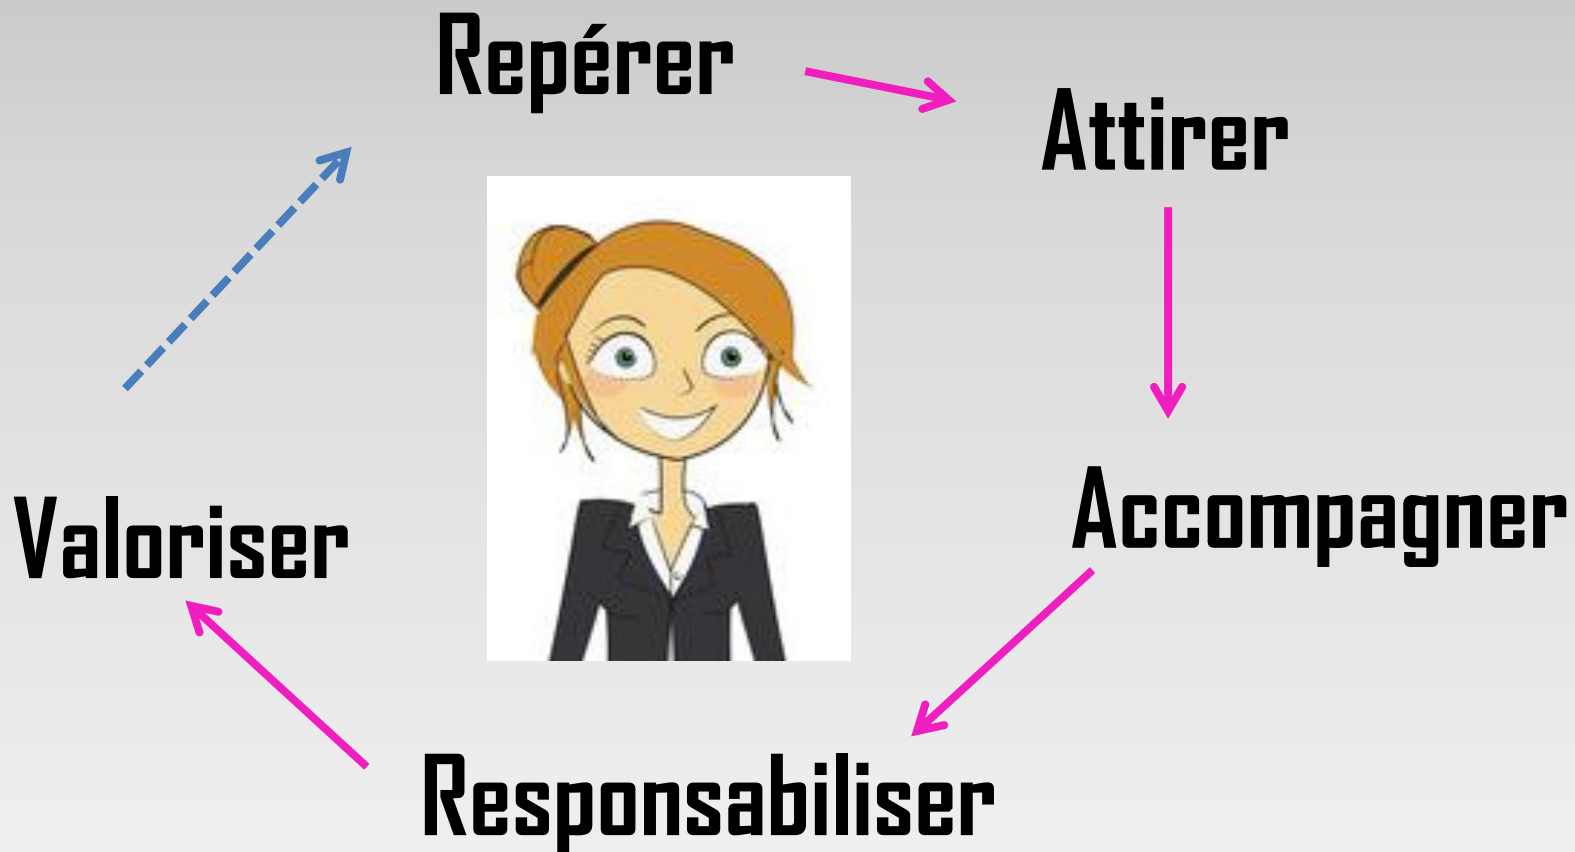 Repérer
Attirer
Accompagner
Responsabiliser
Valoriser